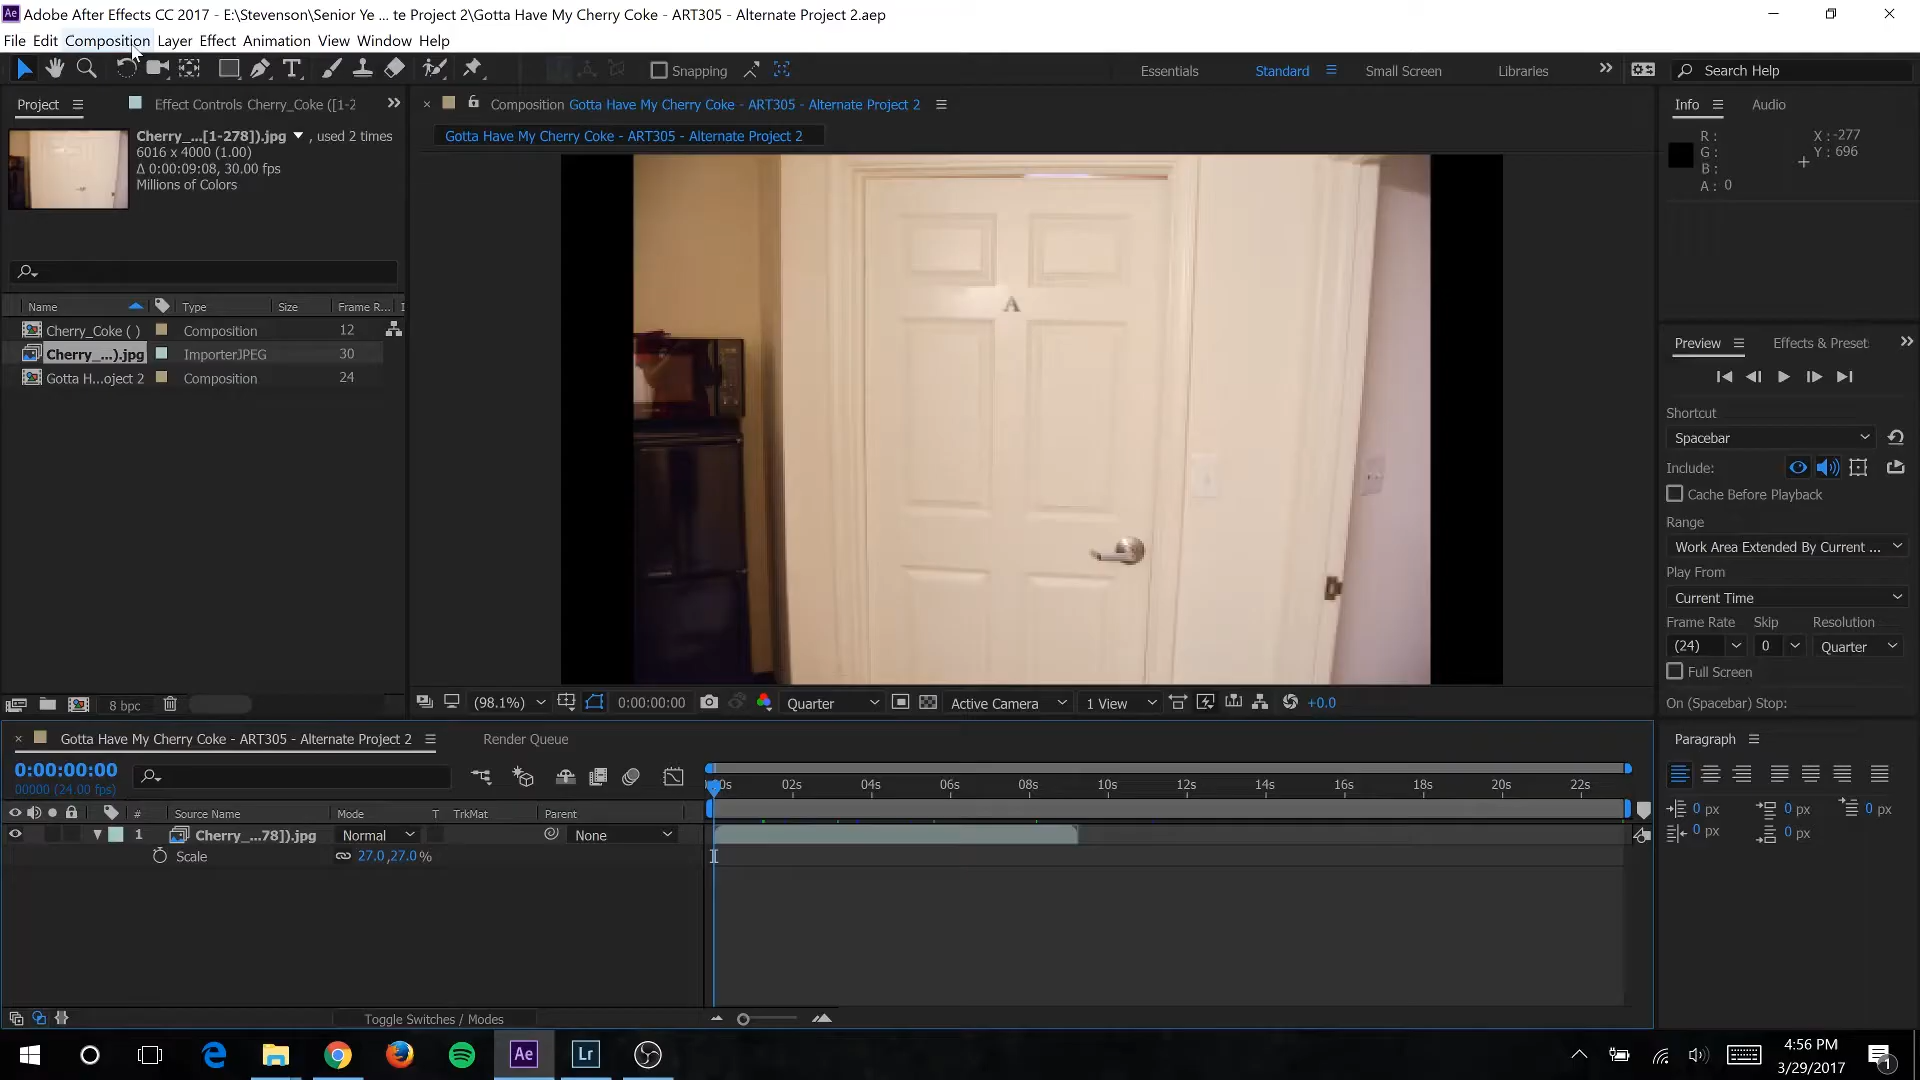 Adobe After Effects CC 2017 - E:\Stevenson\Senior Ye ... te Project 2\Gotta Have My Cherry Coke - ART305 - Alternate Project 2.aep
File Edit Composition Layer Effect Animation View Window Help
Snapping
Essentials Standard Small Screen Libraries Search Help
Project Effect Controls Cherry_Coke ([1-2
Composition Gotta Have My Cherry Coke - ART305 - Alternate Project 2
Info Audio
Cherry_...[1-278]).jpg , used 2 times
6016 x 4000 (1.00)
Δ 0:00:09:08, 30.00 fps
Millions of Colors
Gotta Have My Cherry Coke - ART305 - Alternate Project 2
R :
G :
B :
A : 0
X : -277
Y : 696
A
Name Type Size Frame R...
Cherry_Coke ( ) Composition 12
Cherry_...).jpg ImporterJPEG 30
Gotta H...oject 2 Composition 24
Preview Effects & Preset
Shortcut
Spacebar
Include:
Cache Before Playback
Range
Work Area Extended By Current ...
Play From
Current Time
Frame Rate Skip Resolution
(24) 0 Quarter
Full Screen
On (Spacebar) Stop:
8 bpc
(98.1%) 0:00:00:00 Quarter Active Camera 1 View +0.0
Gotta Have My Cherry Coke - ART305 - Alternate Project 2 Render Queue
0:00:00:00
00000 (24.00 fps)
00s 02s 04s 06s 08s 10s 12s 14s 16s 18s 20s 22s
# Source Name Mode T TrkMat Parent
1 Cherry_...78]).jpg Normal None
Scale 27.0,27.0 %
Toggle Switches / Modes
Paragraph
0 px 0 px 0 px
0 px 0 px
Ae Lr
4:56 PM
3/29/2017
1